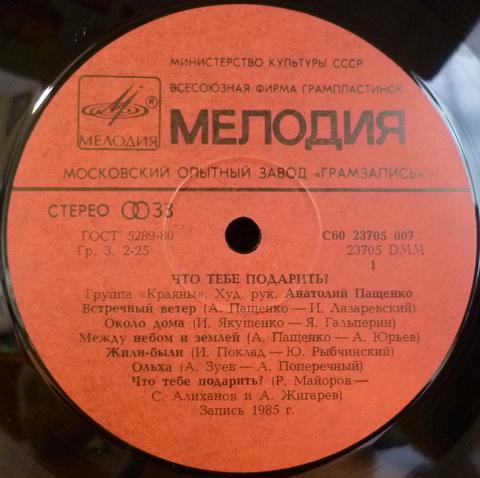 МИНИСТЕРСТВО КУЛЬТУРЫ СССР
ВСЕСОЮЗНАЯ ФИРМА ГРАМПЛАСТИНОК
® МЕЛОДИЯ
МЕЛОДИЯ
МОСКОВСКИЙ ОПЫТНЫЙ ЗАВОД «ГРАМЗАПИСЬ»
СТЕРЕО 33
ГОСТ 5289-80
Гр. 3. 2-25
С60 23705 007
23705 DMM
1
ЧТО ТЕБЕ ПОДАРИТЬ?
Группа «Краяны». Худ. рук. Анатолий Пащенко
Встречный ветер (А. Пащенко — И. Лазаревский)
Около дома (И. Якушенко — Я. Гальперин)
Между небом и землей (А. Пащенко — А. Юрьев)
Жили-были (И. Поклад — Ю. Рыбчинский)
Ольха (А. Зуев — А. Поперечный)
Что тебе подарить? (Р. Майоров —
С. Алиханов и А. Жигарев)
Запись 1985 г.